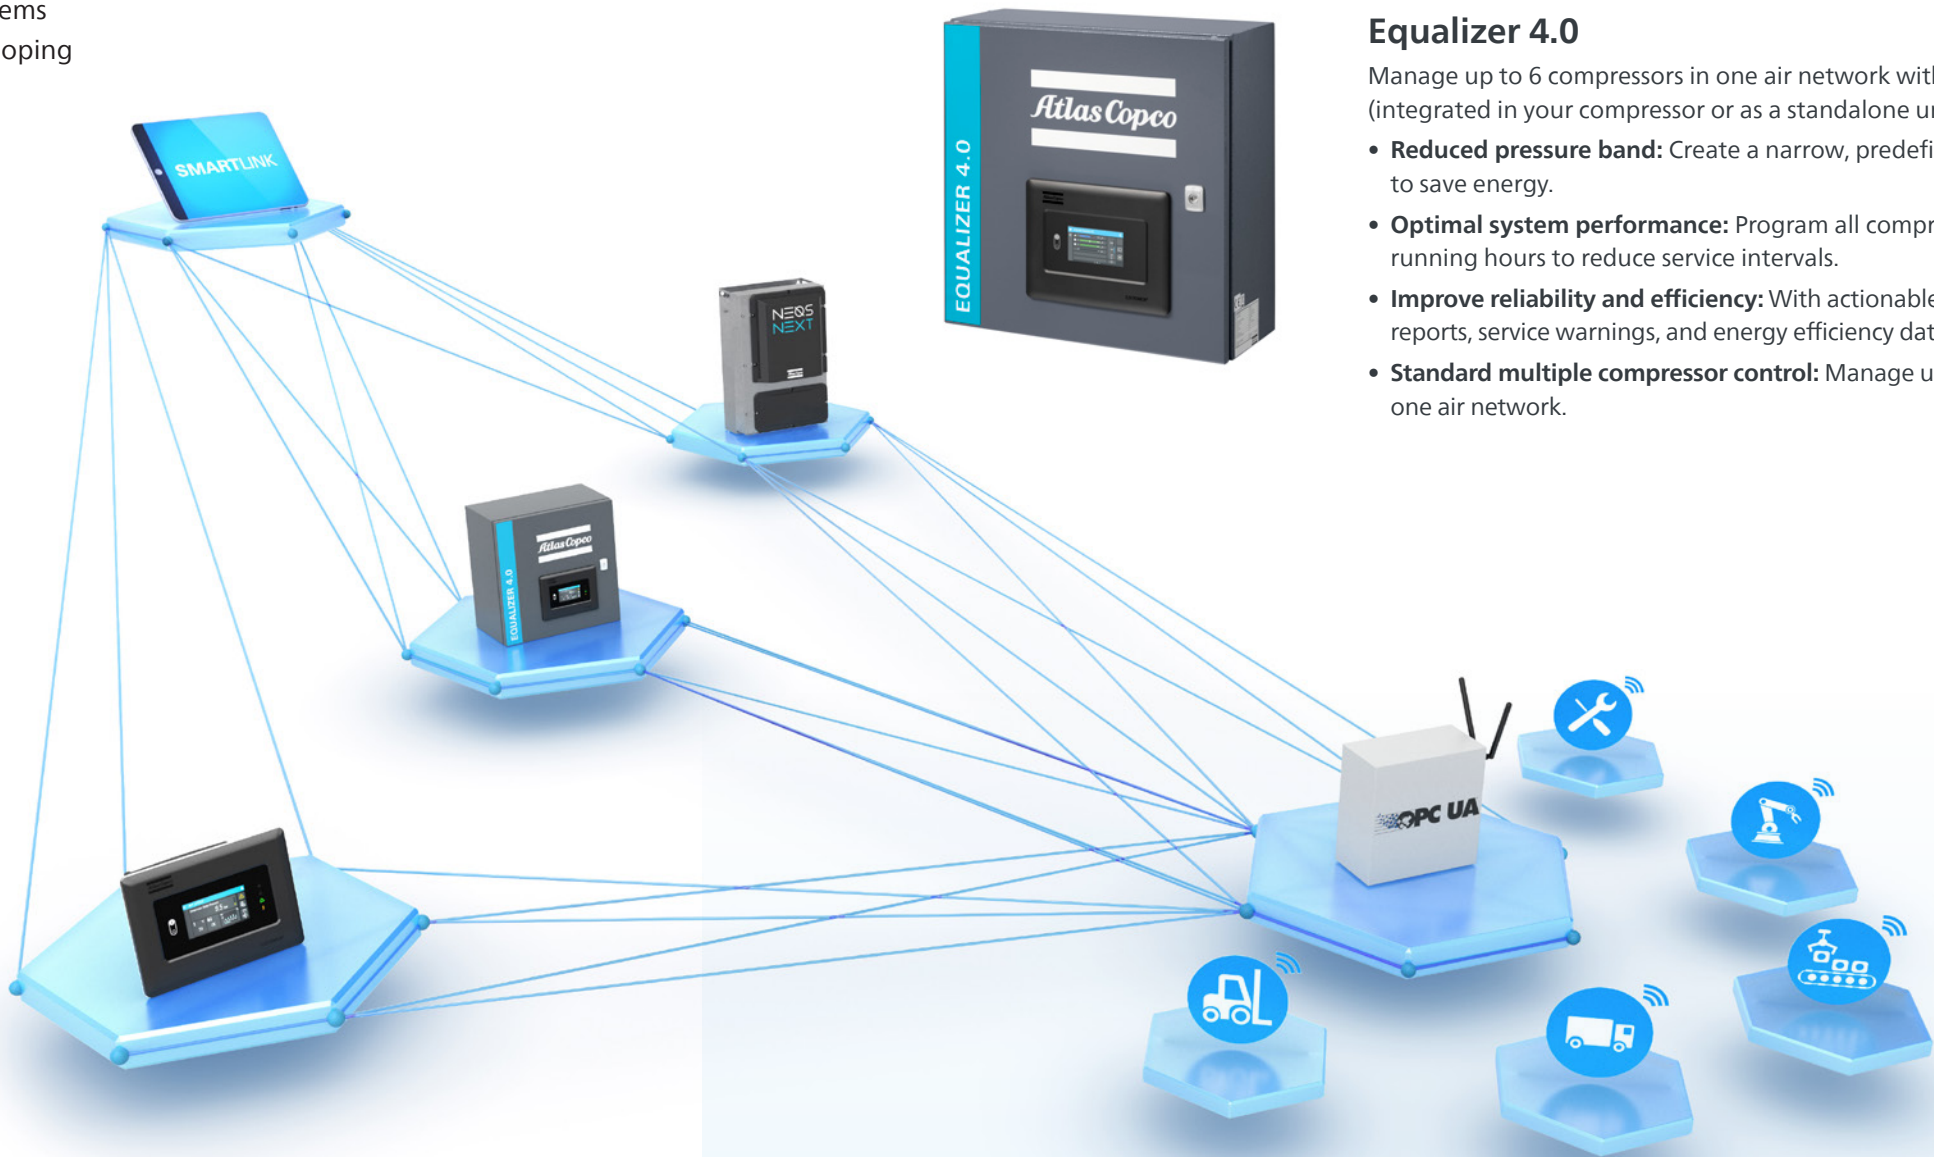 ems
oping
SMARTLINK
NEOS
NEXT
Atlas Copco
EQUALIZER 4.0
Equalizer 4.0
Manage up to 6 compressors in one air network with
(integrated in your compressor or as a standalone un
• Reduced pressure band: Create a narrow, predefi
to save energy.
• Optimal system performance: Program all compr
running hours to reduce service intervals.
• Improve reliability and efficiency: With actionable
reports, service warnings, and energy efficiency dat
• Standard multiple compressor control: Manage u
one air network.
Atlas Copco
EQUALIZER 4.0
OPC UA